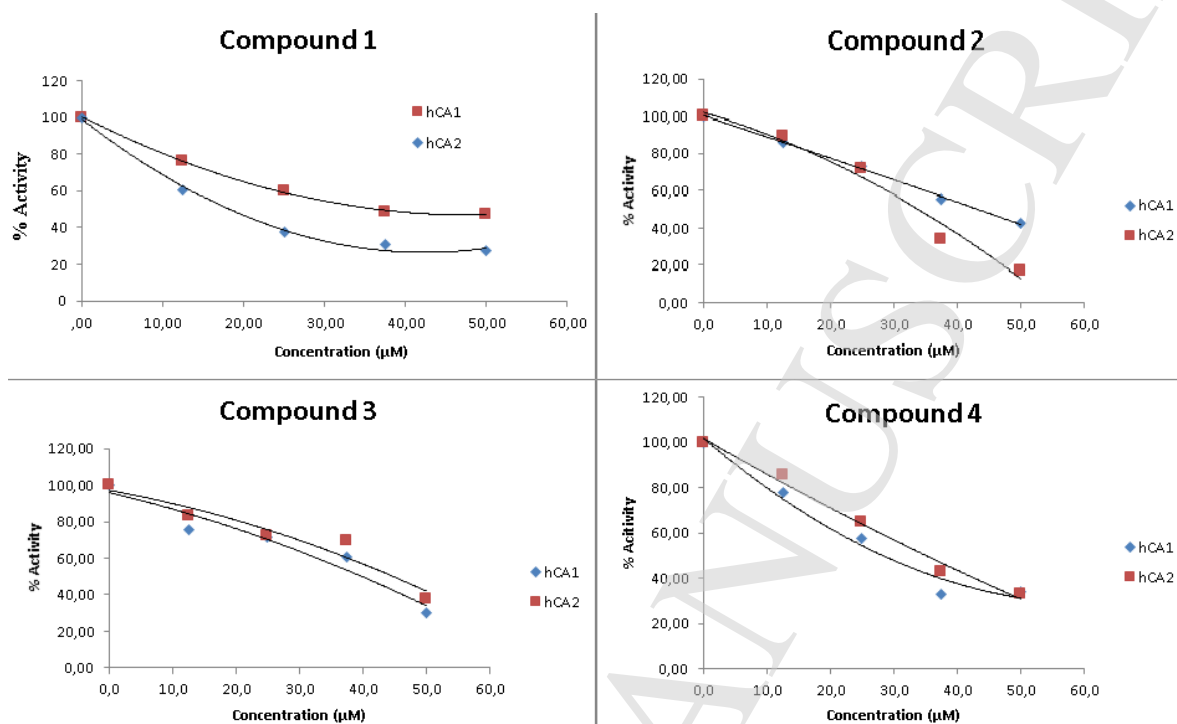 Compound 1
120
100
80
60
40
20
0
% Activity
hCA1
hCA2
,00 10,00 20,00 30,00 40,00 50,00 60,00
Concentration (µM)
Compound 2
120,00
100,00
80,00
60,00
40,00
20,00
0,00
% Activity
hCA1
hCA2
0,0 10,0 20,0 30,0 40,0 50,0 60,0
Concentration (µM)
Compound 3
120,00
100,00
80,00
60,00
40,00
20,00
0,00
% Activity
hCA1
hCA2
0,0 10,0 20,0 30,0 40,0 50,0 60,0
Concentration (µM)
Compound 4
120,00
100,00
80,00
60,00
40,00
20,00
0,00
% Acitivity
hCA1
hCA2
0,0 10,0 20,0 30,0 40,0 50,0 60,0
Concentration (µM)
ANUSCRI